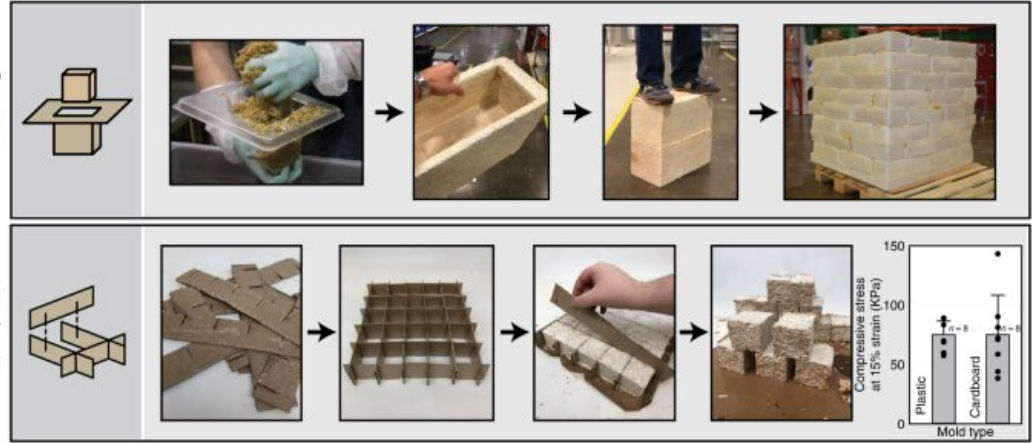 150
100
50
0
Compressive stress
at 15% strain (KPa)
n = 8
n = 8
Plastic
Cardboard
Mold type